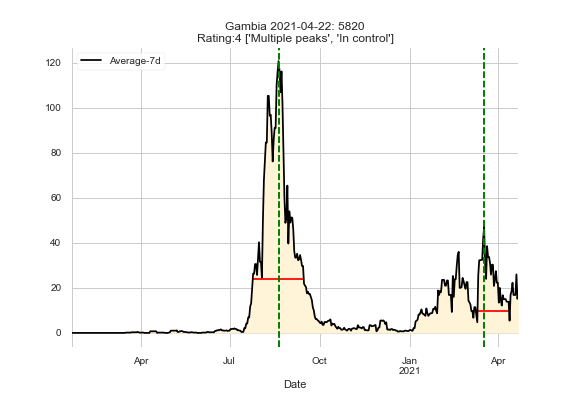 Gambia 2021-04-22: 5820
Rating:4 ['Multiple peaks', 'In control']
Average-7d
120
100
80
60
40
20
0
Apr Jul Oct Jan Apr
2021
Date